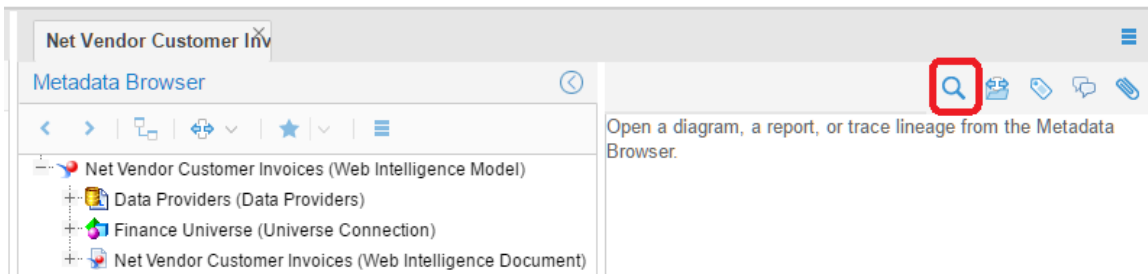 Net Vendor Customer Inv
Metadata Browser
Open a diagram, a report, or trace lineage from the Metadata
Browser.
Net Vendor Customer Invoices (Web Intelligence Model)
Data Providers (Data Providers)
Finance Universe (Universe Connection)
Net Vendor Customer Invoices (Web Intelligence Document)